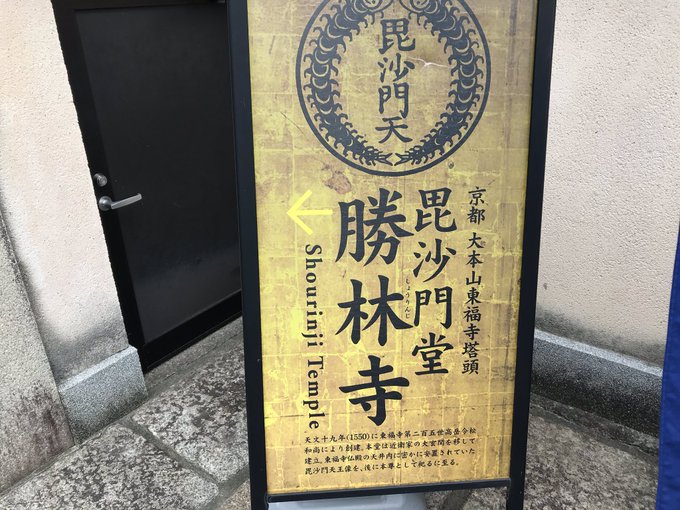 毘沙門天
京都 大本山東福寺塔頭
毘沙門堂
勝林寺
しょうりんじ
Shourinji Temple
天文十九年(1550)に東福寺第二百五世高岳令松
和尚により創建。本堂は近衛家の大玄関を移して
建立。東福寺仏殿の天井内に密かに安置されていた
毘沙門天王像を、後に本尊として祀るに至る。